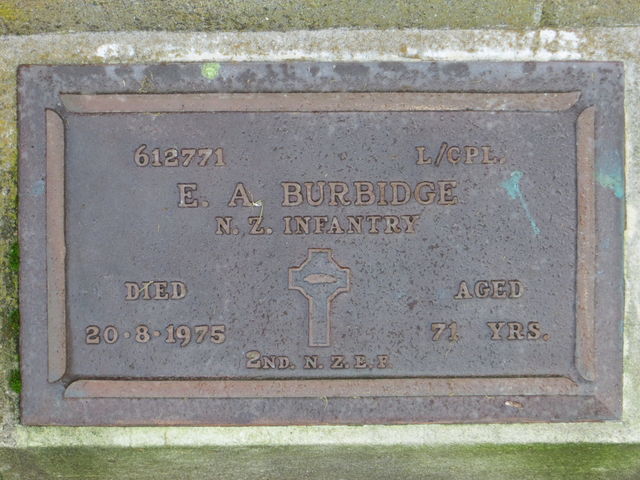 612771 L/CPL.
E. A. BURBIDGE
N. Z. INFANTRY
DIED AGED
20·8·1975 71 YRS.
2ND. N. Z. E. F.